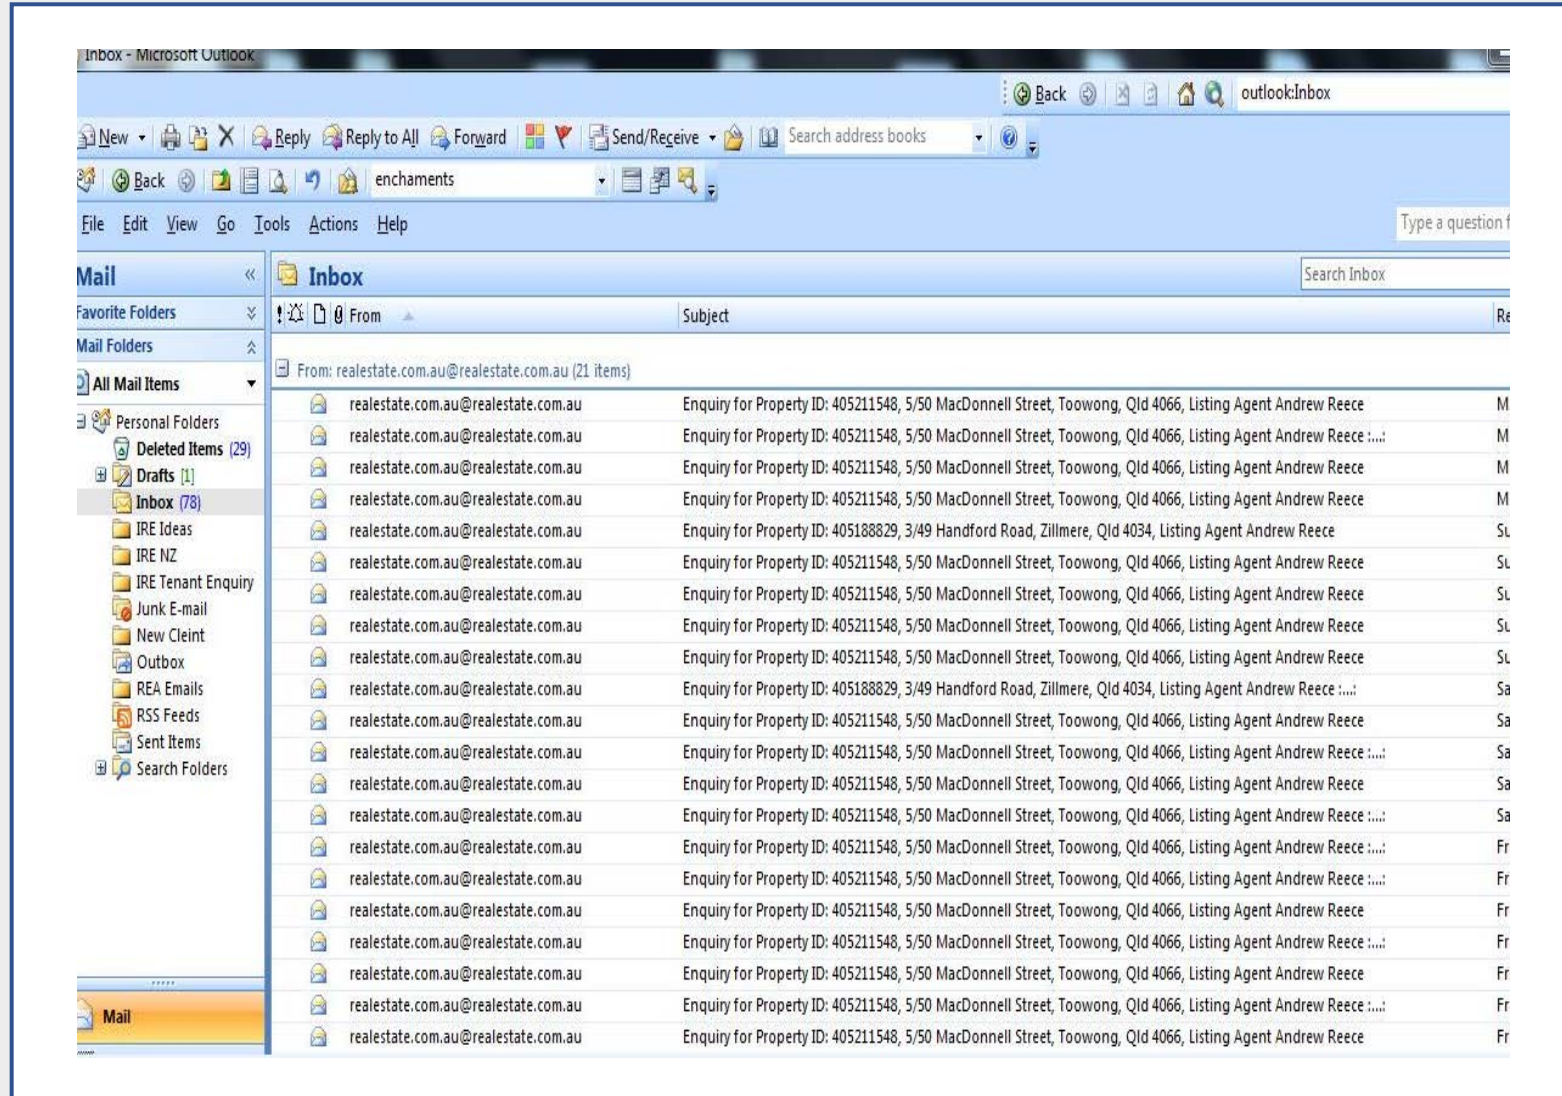 Inbox - Microsoft Outlook
Back outlook:Inbox
New Reply Reply to All Forward Send/Receive Search address books
Back enchaments
File Edit View Go Tools Actions Help Type a question f
Mail « Inbox Search Inbox
Favorite Folders
! From Subject Re
Mail Folders
All Mail Items
From: realestate.com.au@realestate.com.au (21 items)
Personal Folders
Deleted Items (29)
Drafts [1]
Inbox (78)
IRE Ideas
IRE NZ
IRE Tenant Enquiry
Junk E-mail
New Cleint
Outbox
REA Emails
RSS Feeds
Sent Items
Search Folders
Mail
realestate.com.au@realestate.com.au Enquiry for Property ID: 405211548, 5/50 MacDonnell Street, Toowong, Qld 4066, Listing Agent Andrew Reece M
realestate.com.au@realestate.com.au Enquiry for Property ID: 405211548, 5/50 MacDonnell Street, Toowong, Qld 4066, Listing Agent Andrew Reece :...: M
realestate.com.au@realestate.com.au Enquiry for Property ID: 405211548, 5/50 MacDonnell Street, Toowong, Qld 4066, Listing Agent Andrew Reece M
realestate.com.au@realestate.com.au Enquiry for Property ID: 405211548, 5/50 MacDonnell Street, Toowong, Qld 4066, Listing Agent Andrew Reece M
realestate.com.au@realestate.com.au Enquiry for Property ID: 405188829, 3/49 Handford Road, Zillmere, Qld 4034, Listing Agent Andrew Reece Su
realestate.com.au@realestate.com.au Enquiry for Property ID: 405211548, 5/50 MacDonnell Street, Toowong, Qld 4066, Listing Agent Andrew Reece Su
realestate.com.au@realestate.com.au Enquiry for Property ID: 405211548, 5/50 MacDonnell Street, Toowong, Qld 4066, Listing Agent Andrew Reece Su
realestate.com.au@realestate.com.au Enquiry for Property ID: 405211548, 5/50 MacDonnell Street, Toowong, Qld 4066, Listing Agent Andrew Reece Su
realestate.com.au@realestate.com.au Enquiry for Property ID: 405211548, 5/50 MacDonnell Street, Toowong, Qld 4066, Listing Agent Andrew Reece Su
realestate.com.au@realestate.com.au Enquiry for Property ID: 405188829, 3/49 Handford Road, Zillmere, Qld 4034, Listing Agent Andrew Reece :...: Sa
realestate.com.au@realestate.com.au Enquiry for Property ID: 405211548, 5/50 MacDonnell Street, Toowong, Qld 4066, Listing Agent Andrew Reece Sa
realestate.com.au@realestate.com.au Enquiry for Property ID: 405211548, 5/50 MacDonnell Street, Toowong, Qld 4066, Listing Agent Andrew Reece :...: Sa
realestate.com.au@realestate.com.au Enquiry for Property ID: 405211548, 5/50 MacDonnell Street, Toowong, Qld 4066, Listing Agent Andrew Reece Sa
realestate.com.au@realestate.com.au Enquiry for Property ID: 405211548, 5/50 MacDonnell Street, Toowong, Qld 4066, Listing Agent Andrew Reece :...: Sa
realestate.com.au@realestate.com.au Enquiry for Property ID: 405211548, 5/50 MacDonnell Street, Toowong, Qld 4066, Listing Agent Andrew Reece :...: Fr
realestate.com.au@realestate.com.au Enquiry for Property ID: 405211548, 5/50 MacDonnell Street, Toowong, Qld 4066, Listing Agent Andrew Reece :...: Fr
realestate.com.au@realestate.com.au Enquiry for Property ID: 405211548, 5/50 MacDonnell Street, Toowong, Qld 4066, Listing Agent Andrew Reece Fr
realestate.com.au@realestate.com.au Enquiry for Property ID: 405211548, 5/50 MacDonnell Street, Toowong, Qld 4066, Listing Agent Andrew Reece :...: Fr
realestate.com.au@realestate.com.au Enquiry for Property ID: 405211548, 5/50 MacDonnell Street, Toowong, Qld 4066, Listing Agent Andrew Reece Fr
realestate.com.au@realestate.com.au Enquiry for Property ID: 405211548, 5/50 MacDonnell Street, Toowong, Qld 4066, Listing Agent Andrew Reece :...: Fr
realestate.com.au@realestate.com.au Enquiry for Property ID: 405211548, 5/50 MacDonnell Street, Toowong, Qld 4066, Listing Agent Andrew Reece Fr